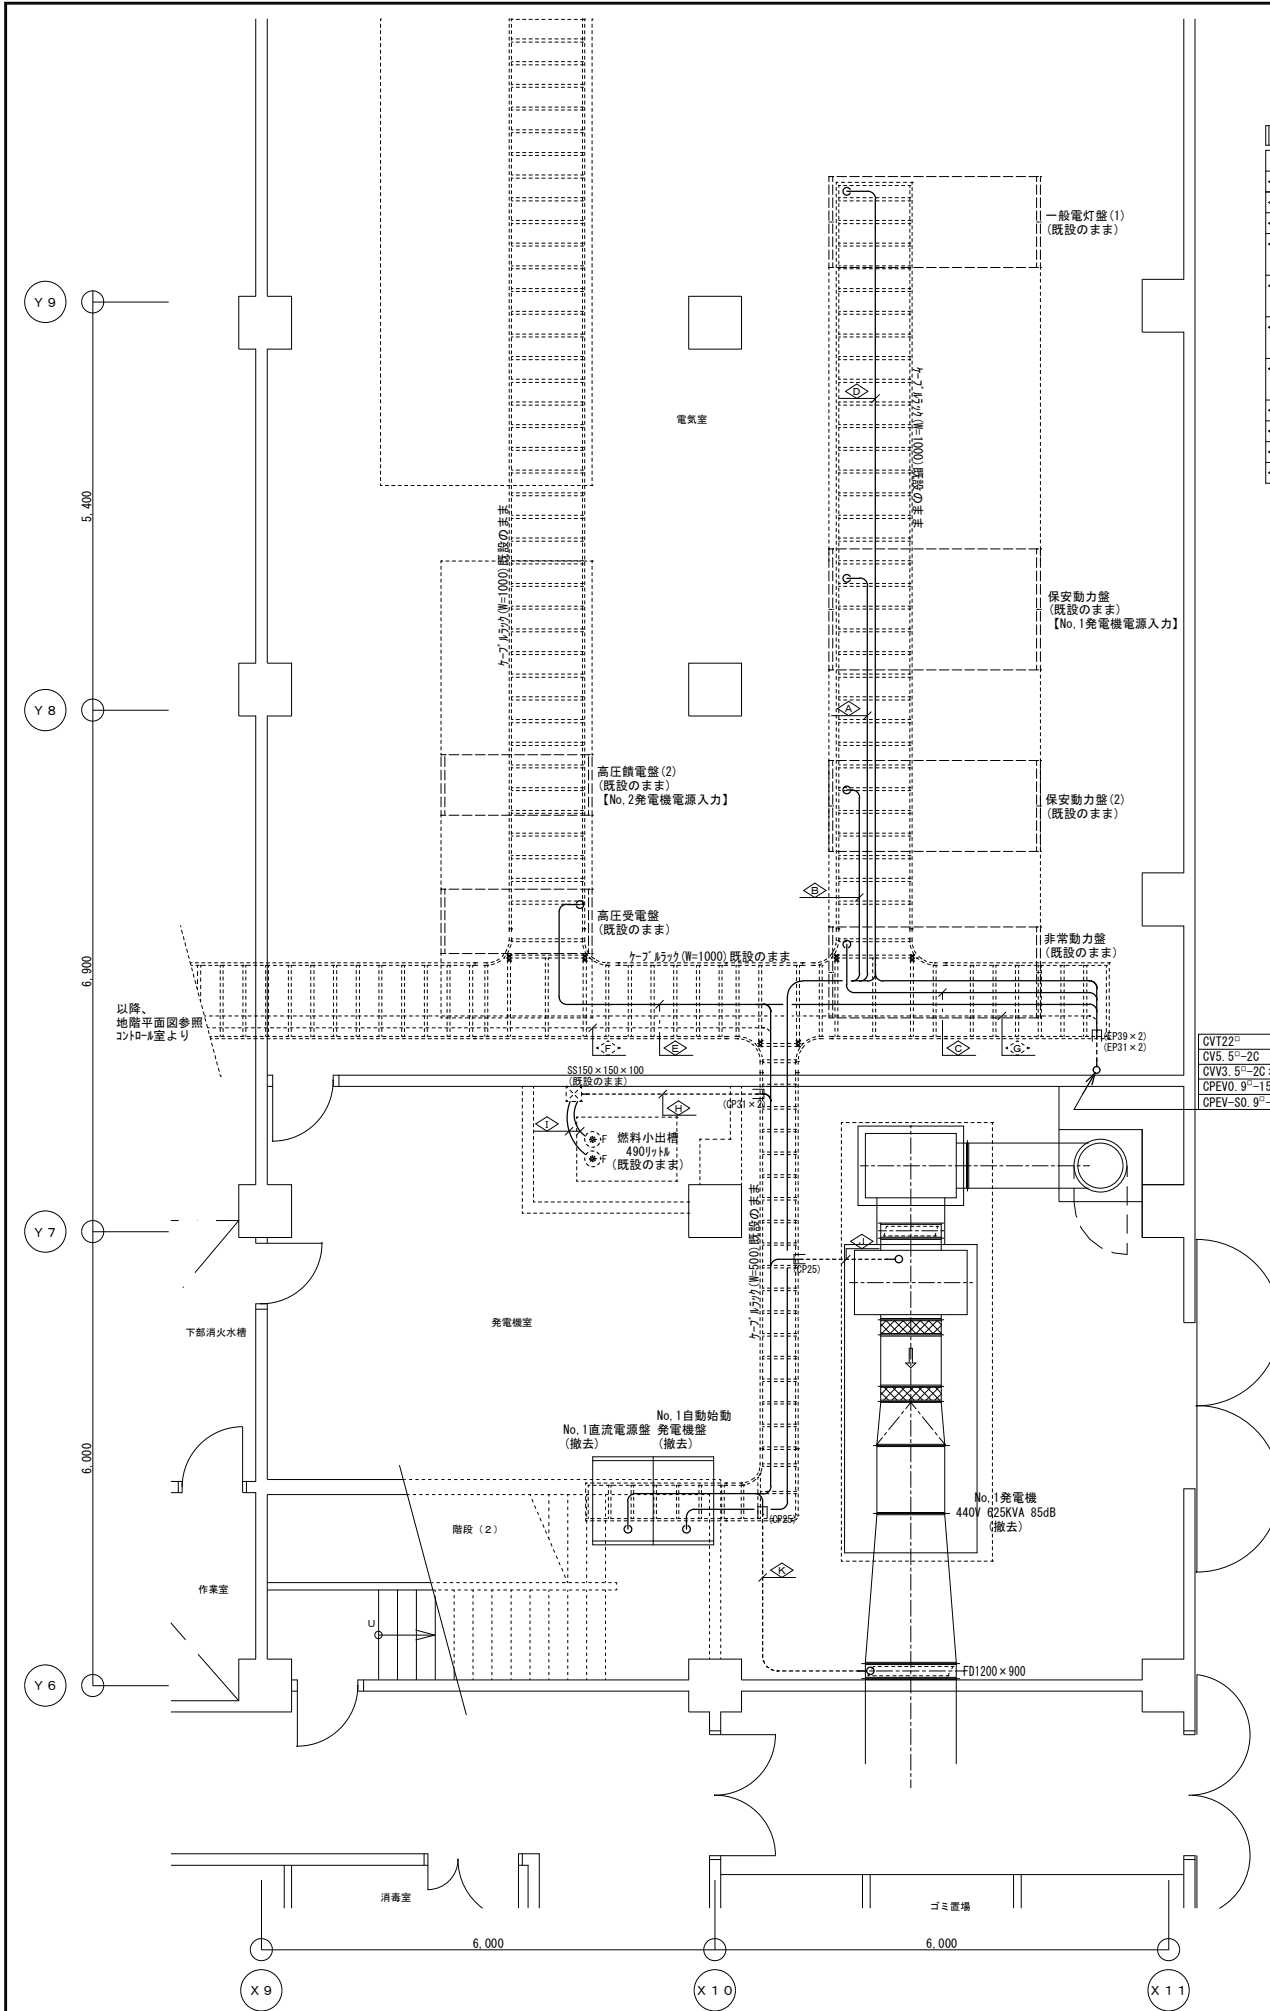 一般電灯盤(1)
(既設のまま)
Y9
ケーブルラック(W=1000)既設のまま
D
電気室
5,400
ケーブルラック(W=1000)既設のまま
保安動力盤
(既設のまま)
【No.1発電機電源入力】
Y8
A
高圧饋電盤(2)
(既設のまま)
【No.2発電機電源入力】
保安動力盤(2)
(既設のまま)
B
高圧受電盤
(既設のまま)
非常動力盤
(既設のまま)
ケーブルラック(W=1000)既設のまま
6,900
以降、
地階平面図参照
コントロール室より
F
E
C
G
(EP39×2)
(EP31×2)
CVT22□
CV5.5□-2C
CVV3.5□-2C
CPEV0.9□-15
CPEV-S0.9□-
SS150×150×100
(既設のまま)
H
(CP31×2)
I
F
F
燃料小出槽
490リットル
(既設のまま)
Y7
ケーブルラック(W=500)既設のまま
J
(CP25)
下部消火水槽
発電機室
No.1直流電源盤
(撤去)
No.1自動始動
発電機盤
(撤去)
6,000
No.1発電機
440V 625KVA 85dB
(撤去)
(CP25)
階段(2)
K
作業室
U
Y6
FD1200×900
消毒室
ゴミ置場
6,000
6,000
X9
X10
X11